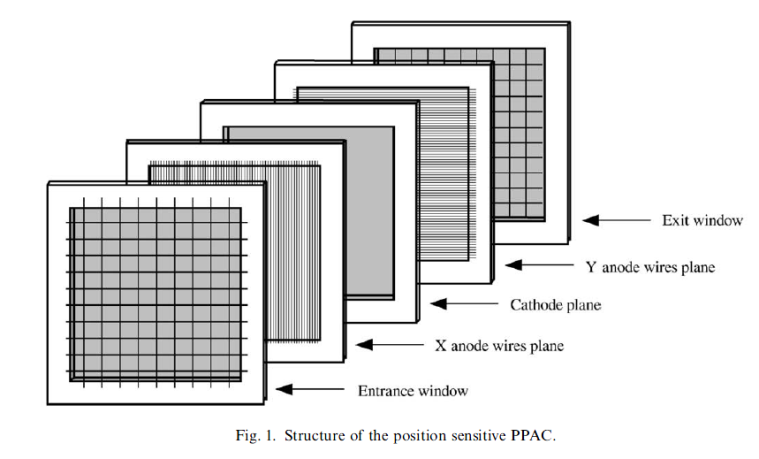 Exit window
Y anode wires plane
Cathode plane
X anode wires plane
Entrance window
Fig. 1. Structure of the position sensitive PPAC.